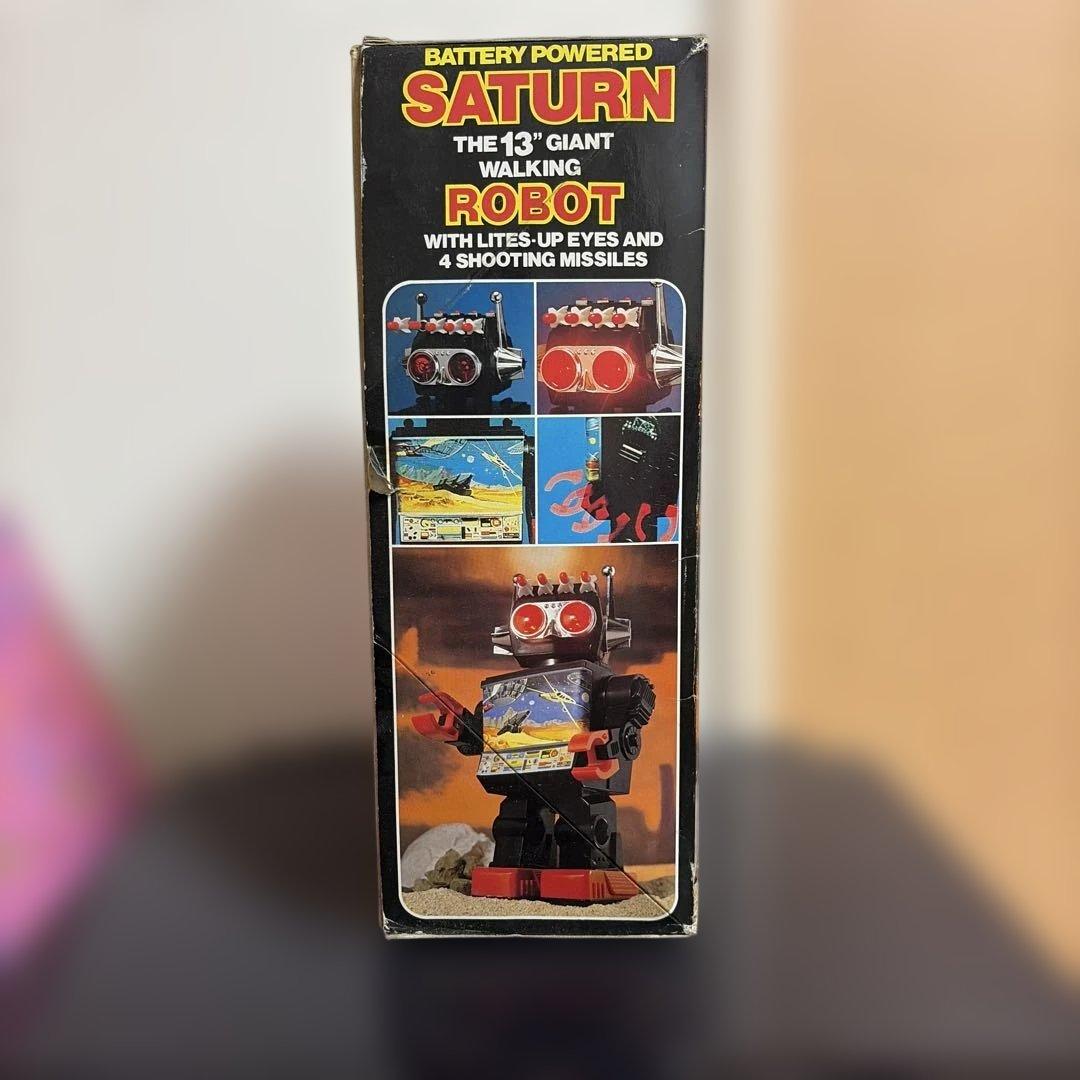 BATTERY POWERED
SATURN
THE 13" GIANT
WALKING
ROBOT
WITH LITES-UP EYES AND
4 SHOOTING MISSILES